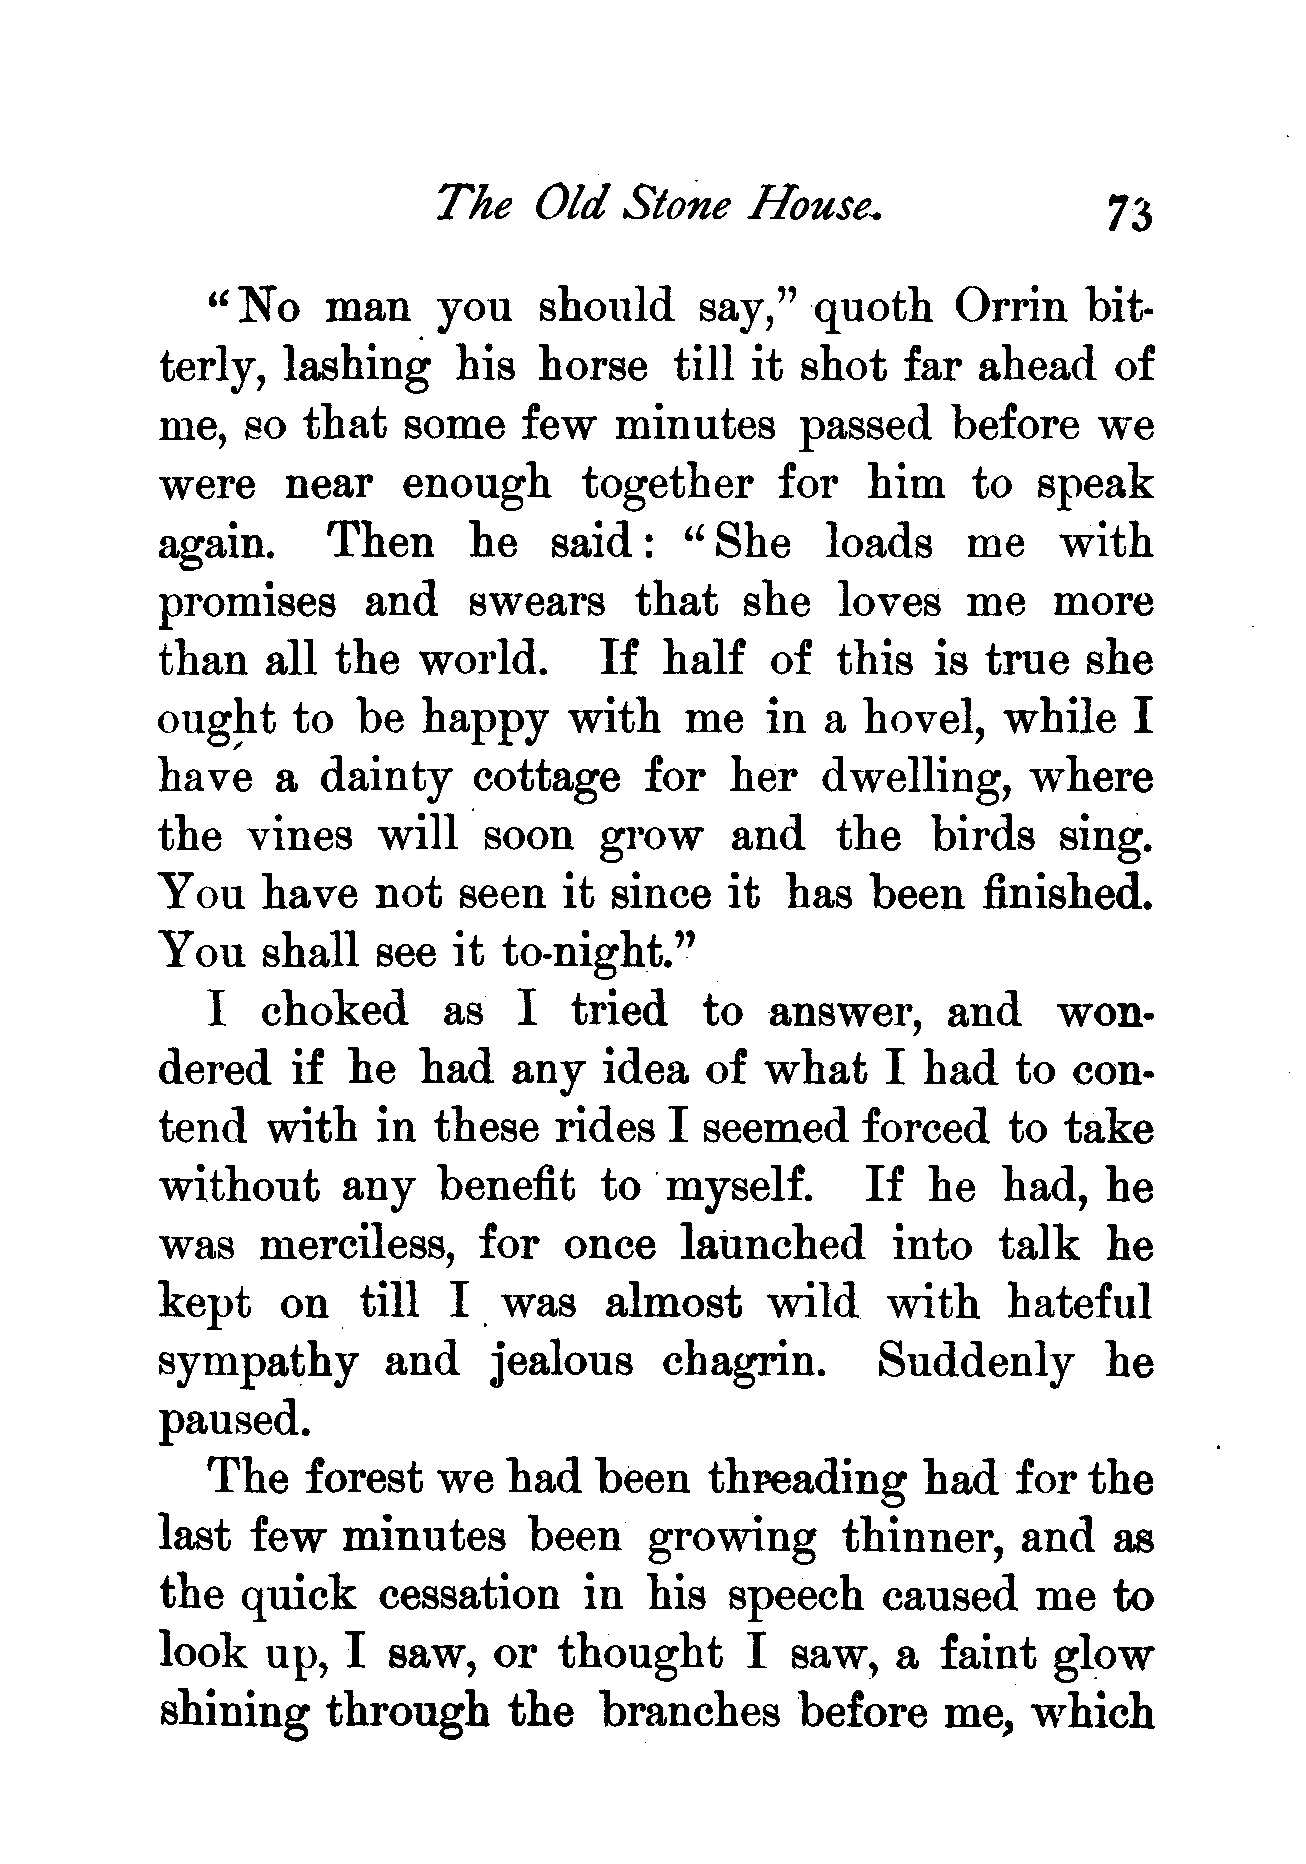 The Old Stone House. 73
"No man you should say," quoth Orrin bit-
terly, lashing his horse till it shot far ahead of
me, so that some few minutes passed before we
were near enough together for him to speak
again. Then he said: "She loads me with
promises and swears that she loves me more
than all the world. If half of this is true she
ought to be happy with me in a hovel, while I
have a dainty cottage for her dwelling, where
the vines will soon grow and the birds sing.
You have not seen it since it has been finished.
You shall see it to-night."
I choked as I tried to answer, and won-
dered if he had any idea of what I had to con-
tend with in these rides I seemed forced to take
without any benefit to myself. If he had, he
was merciless, for once launched into talk he
kept on till I was almost wild with hateful
sympathy and jealous chagrin. Suddenly he
paused.
The forest we had been threading had for the
last few minutes been growing thinner, and as
the quick cessation in his speech caused me to
look up, I saw, or thought I saw, a faint glow
shining through the branches before me, which